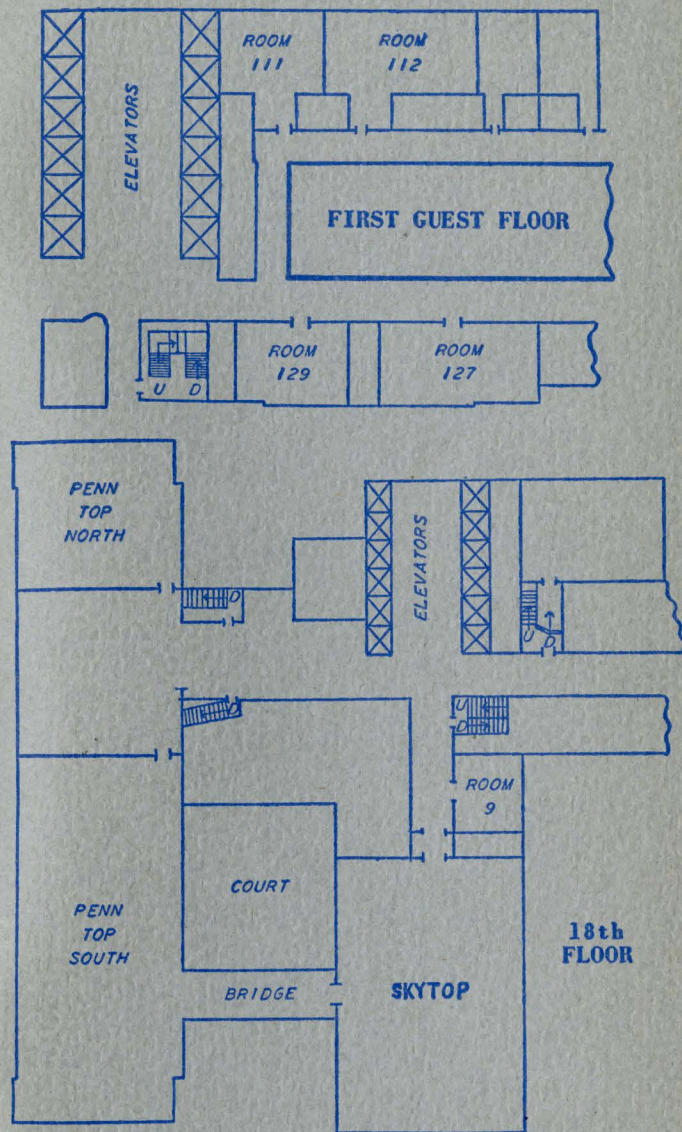 ROOM
111
ROOM
112
ELEVATORS
FIRST GUEST FLOOR
U D
ROOM
129
ROOM
127
PENN
TOP
NORTH
ELEVATORS
D
U
D
D
U
D
ROOM
9
COURT
PENN
TOP
SOUTH
18th
FLOOR
BRIDGE
SKYTOP